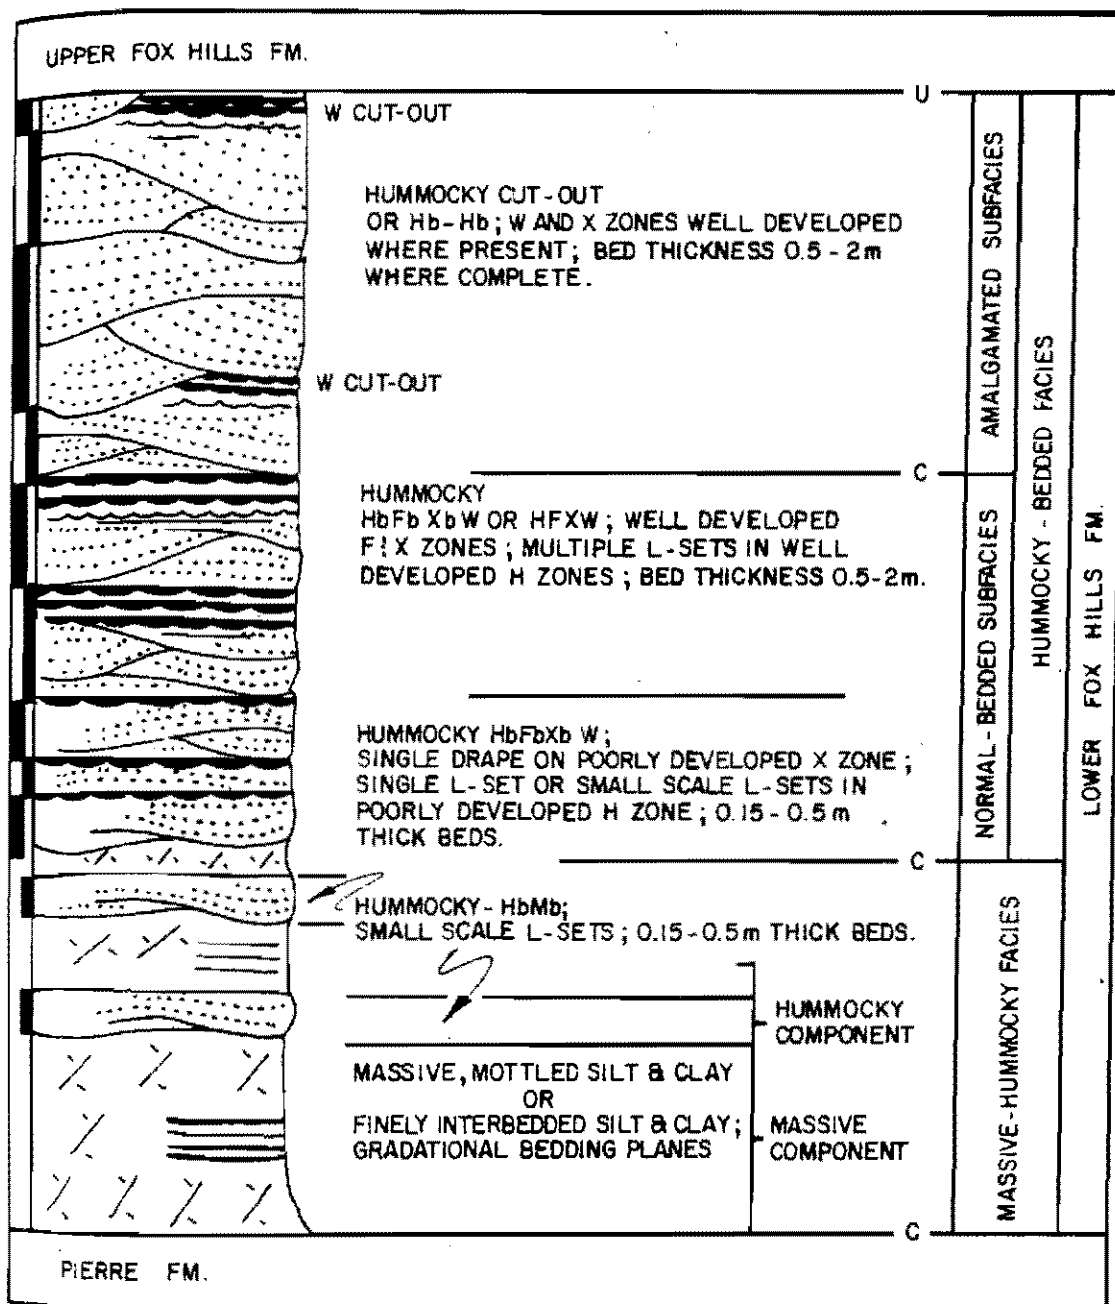 UPPER FOX HILLS FM.
U
W CUT-OUT
HUMMOCKY CUT-OUT
OR Hb-Hb; W AND X ZONES WELL DEVELOPED
WHERE PRESENT; BED THICKNESS 0.5-2m
WHERE COMPLETE.
W CUT-OUT
C
HUMMOCKY
HbFbXbW OR HFXW; WELL DEVELOPED
F¦X ZONES; MULTIPLE L-SETS IN WELL
DEVELOPED H ZONES; BED THICKNESS 0.5-2m.
HUMMOCKY HbFbXb W;
SINGLE DRAPE ON POORLY DEVELOPED X ZONE;
SINGLE L-SET OR SMALL SCALE L-SETS IN
POORLY DEVELOPED H ZONE; 0.15-0.5m
THICK BEDS.
C
HUMMOCKY-HbMb;
SMALL SCALE L-SETS; 0.15-0.5m THICK BEDS.
HUMMOCKY
COMPONENT
MASSIVE, MOTTLED SILT & CLAY
OR
FINELY INTERBEDDED SILT & CLAY;
GRADATIONAL BEDDING PLANES
MASSIVE
COMPONENT
C
AMALGAMATED SUBFACIES
NORMAL-BEDDED SUBFACIES
HUMMOCKY-BEDDED FACIES
MASSIVE-HUMMOCKY FACIES
LOWER FOX HILLS FM.
PIERRE FM.